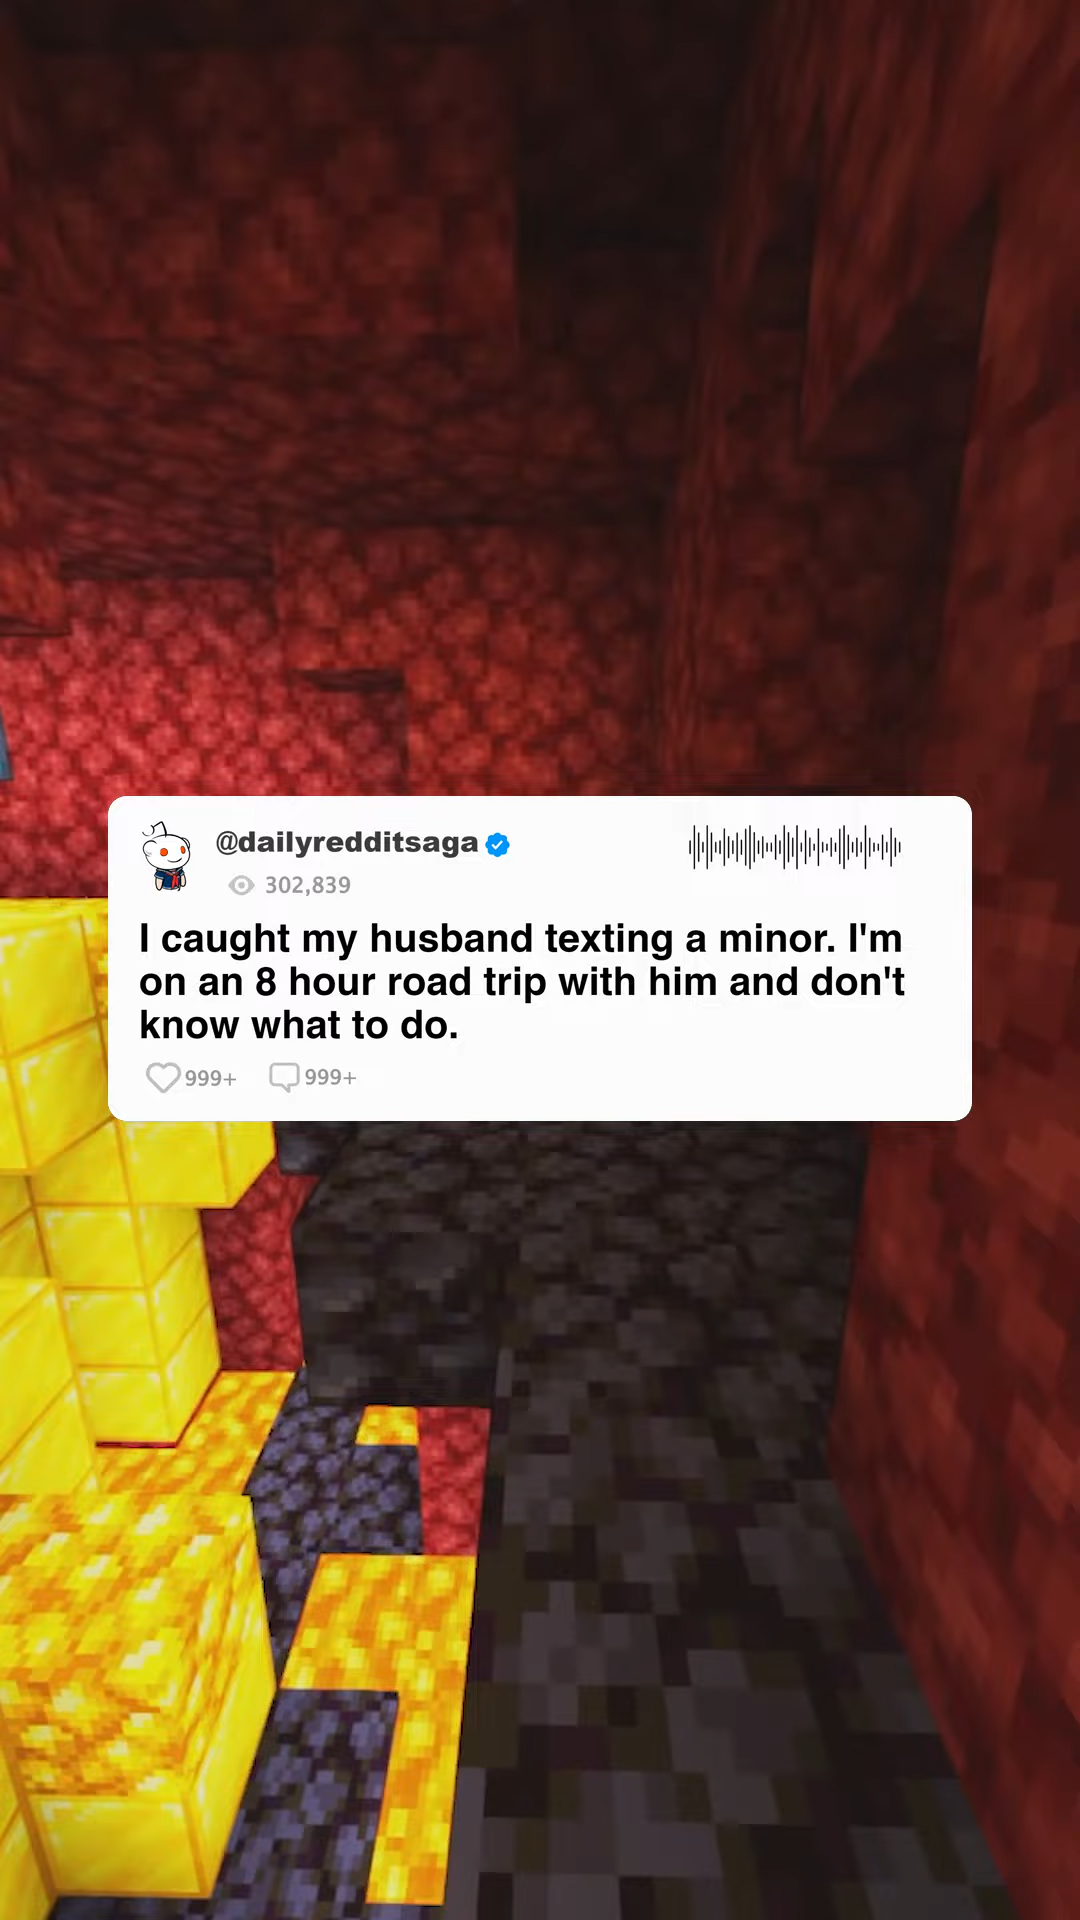 @dailyredditsaga
302,839
I caught my husband texting a minor. I'm
on an 8 hour road trip with him and don't
know what to do.
999+ 999+